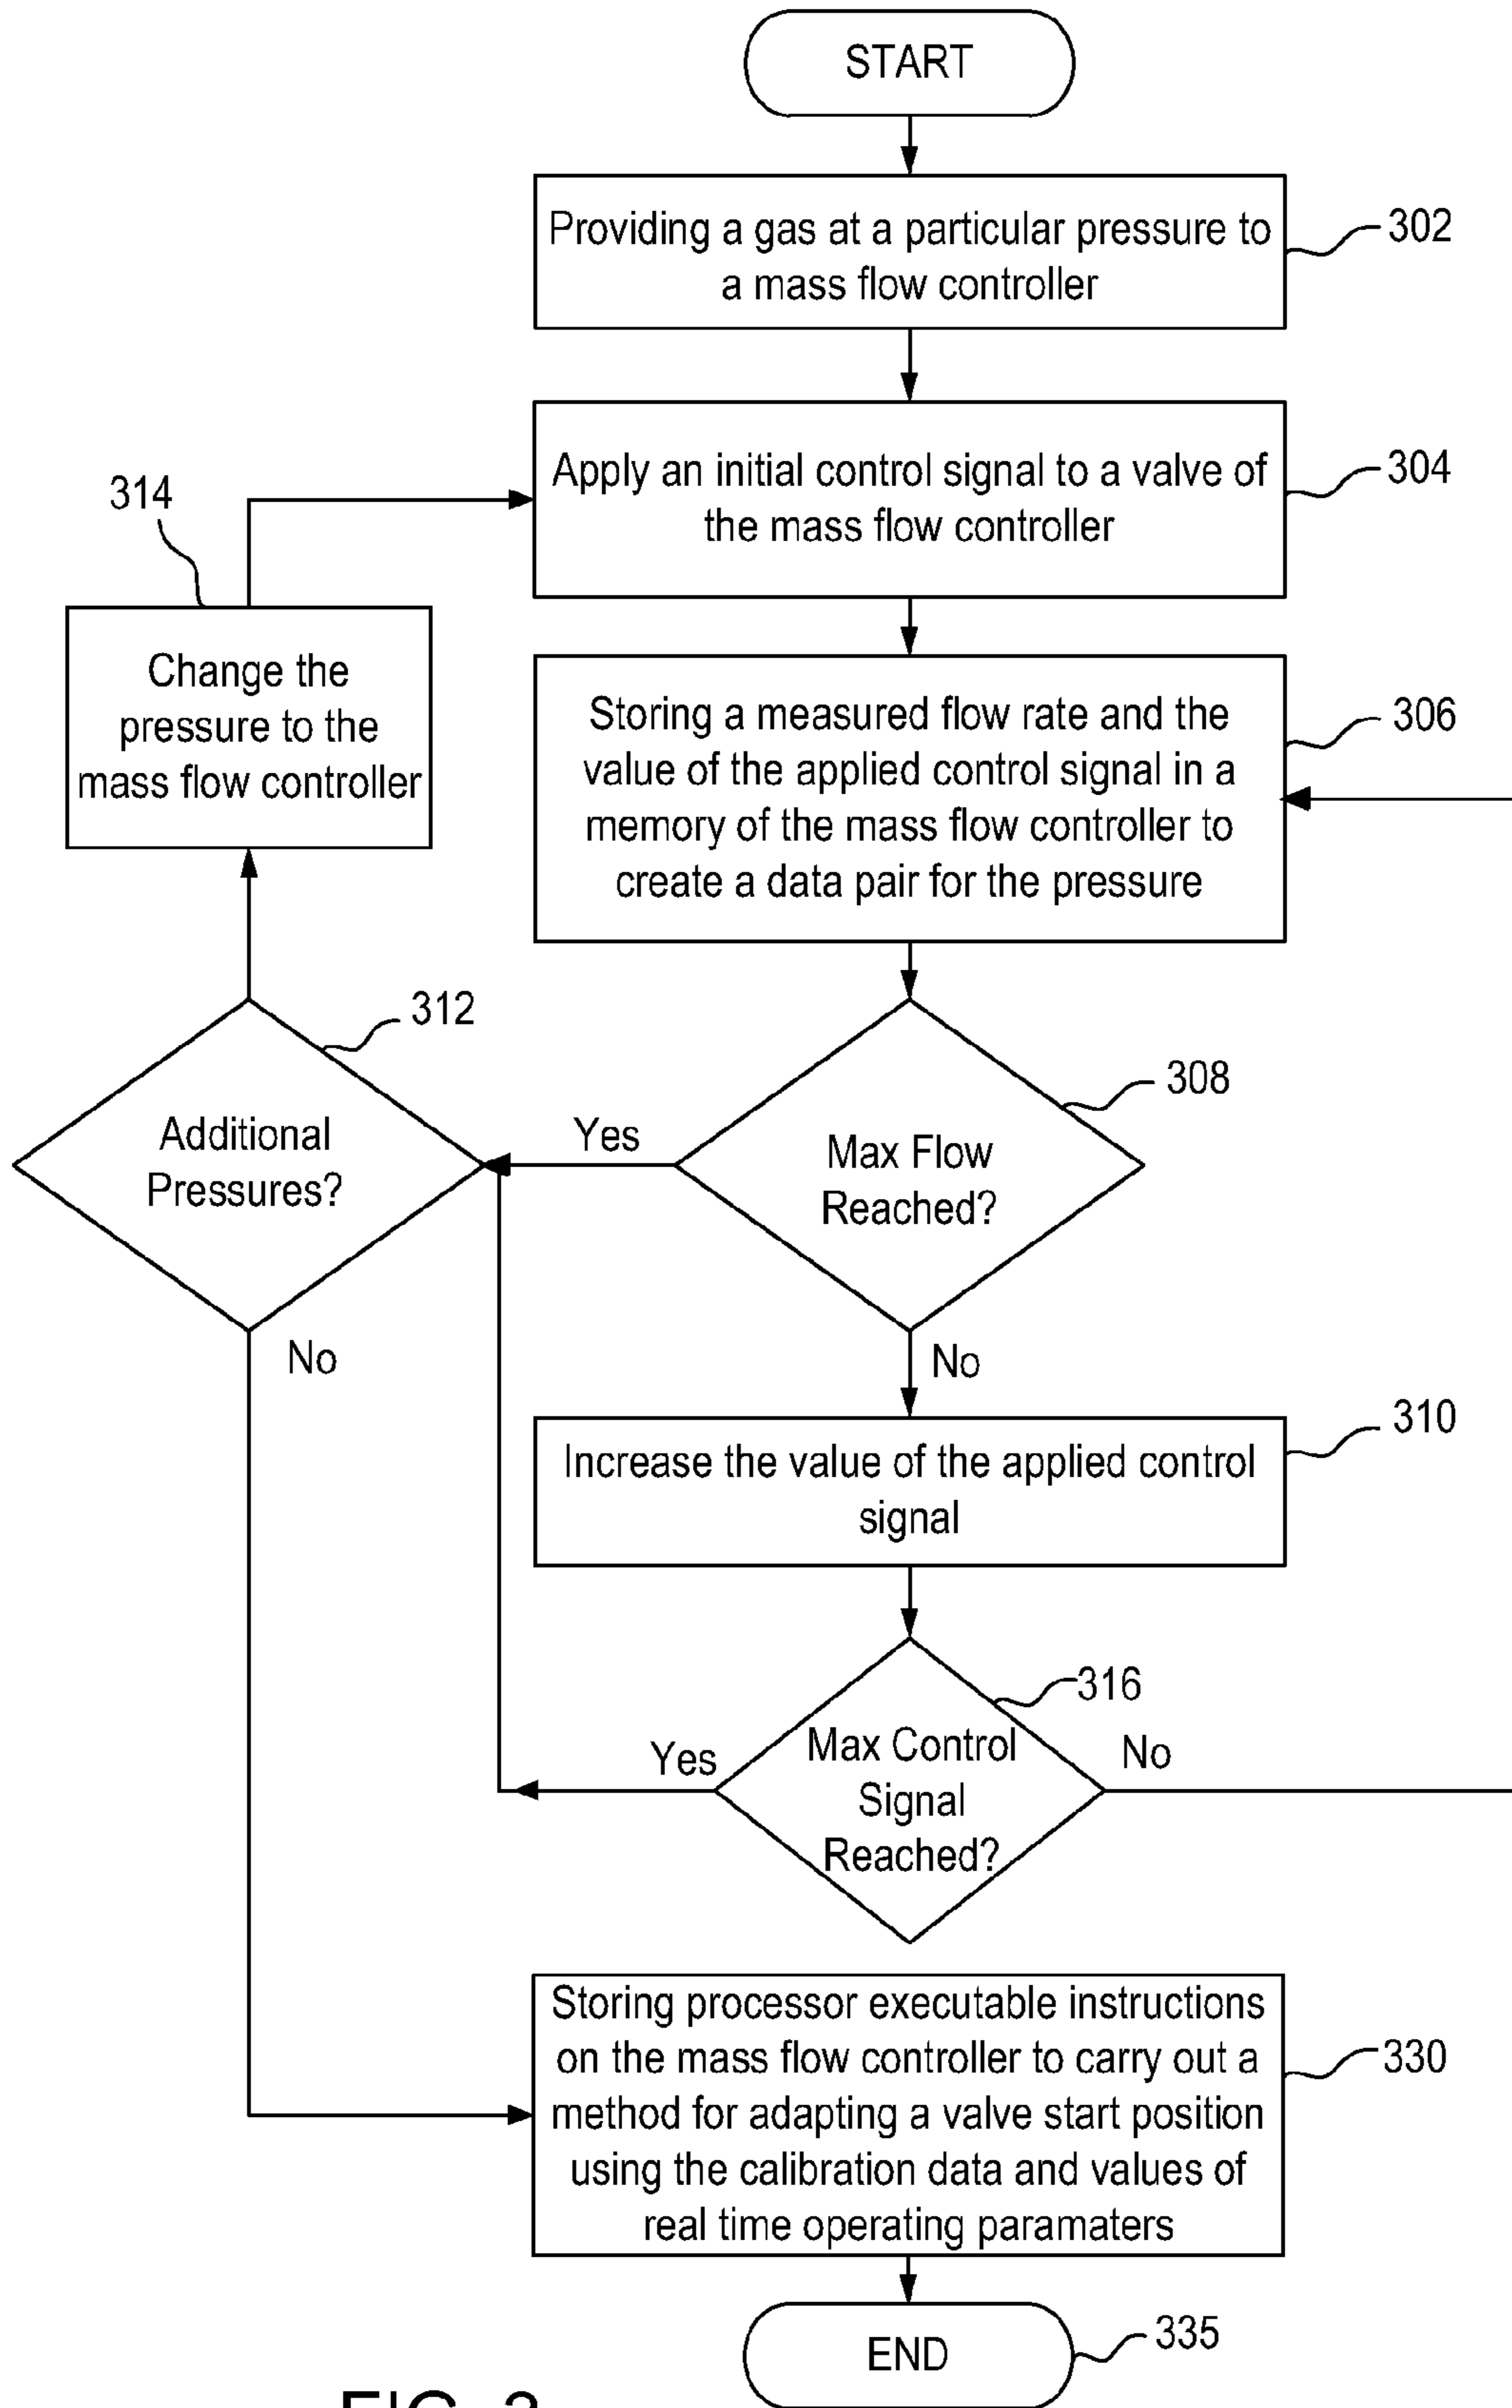 START
Providing a gas at a particular pressure to
a mass flow controller
302
Apply an initial control signal to a valve of
the mass flow controller
304
314
Change the
pressure to the
mass flow controller
Storing a measured flow rate and the
value of the applied control signal in a
memory of the mass flow controller to
create a data pair for the pressure
306
312
Additional
Pressures?
Yes
308
Max Flow
Reached?
No
No
Increase the value of the applied control
signal
310
316
Yes
Max Control
Signal
Reached?
No
Storing processor executable instructions
on the mass flow controller to carry out a
method for adapting a valve start position
using the calibration data and values of
real time operating paramaters
330
END
335